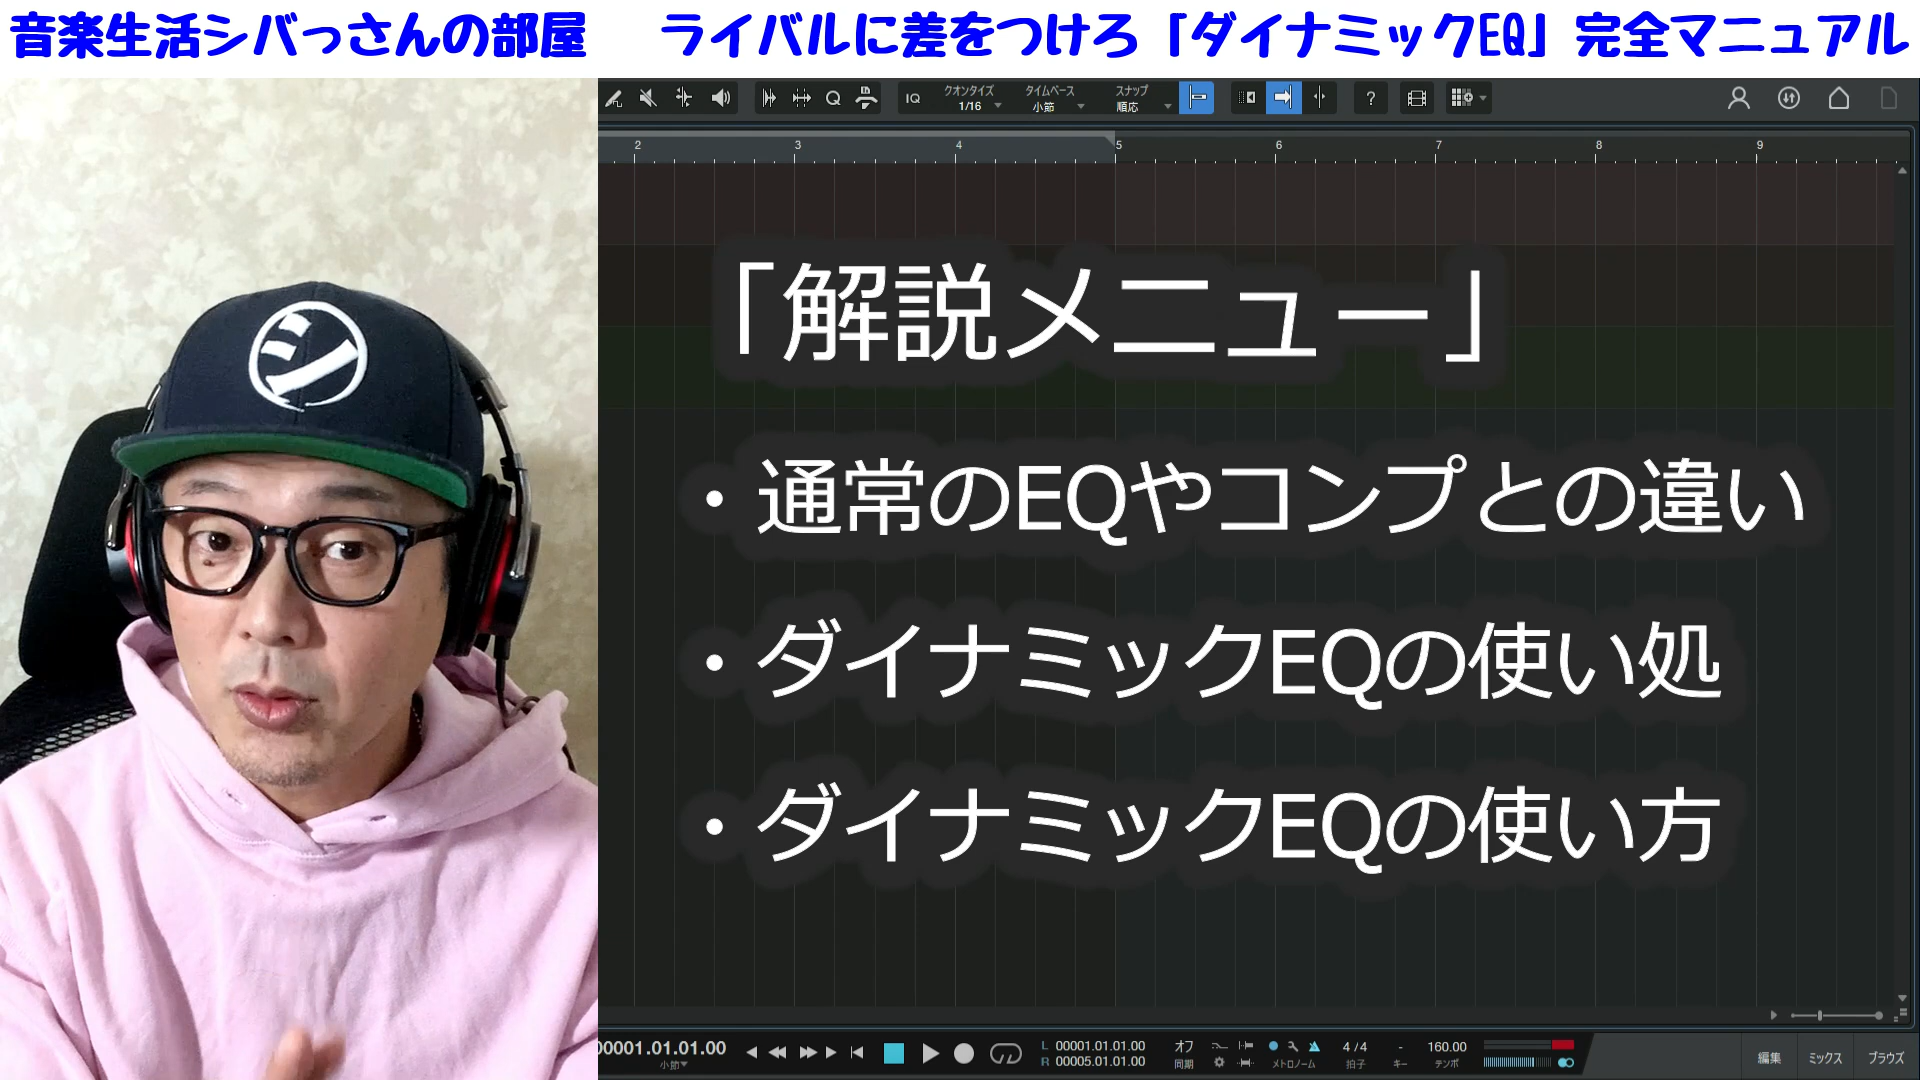 音楽生活シバっさんの部屋 ライバルに差をつけろ「ダイナミックEQ」完全マニュアル
シ
Q
IQ
クオンタイズ
1/16
タイムベース
小節
スナップ
順応
?
2 3 4 5 6 7 8 9
「解説メニュー」
・通常のEQやコンプとの違い
・ダイナミックEQの使い処
・ダイナミックEQの使い方
00001.01.01.00
小節
L 00001.01.01.00
R 00005.01.01.00
オフ
同期
メトロノーム
4 / 4
拍子
-
キー
160.00
テンポ
編集
ミックス
ブラウズ